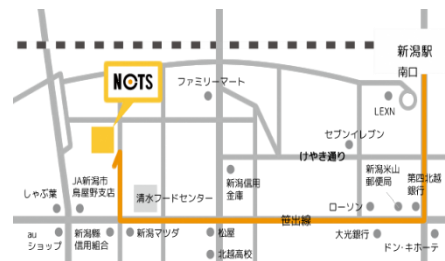 新潟駅
南口
NOTS
ファミリーマート
LEXN
セブンイレブン
けやき通り
しゃぶ葉
JA新潟市
鳥屋野支店
清水フードセンター
新潟信用
金庫
新潟米山
郵便局
第四北越
銀行
ローソン
笹出線
au
ショップ
新潟縣
信用組合
新潟マツダ
松屋
北越高校
大光銀行
ドン・キホーテ